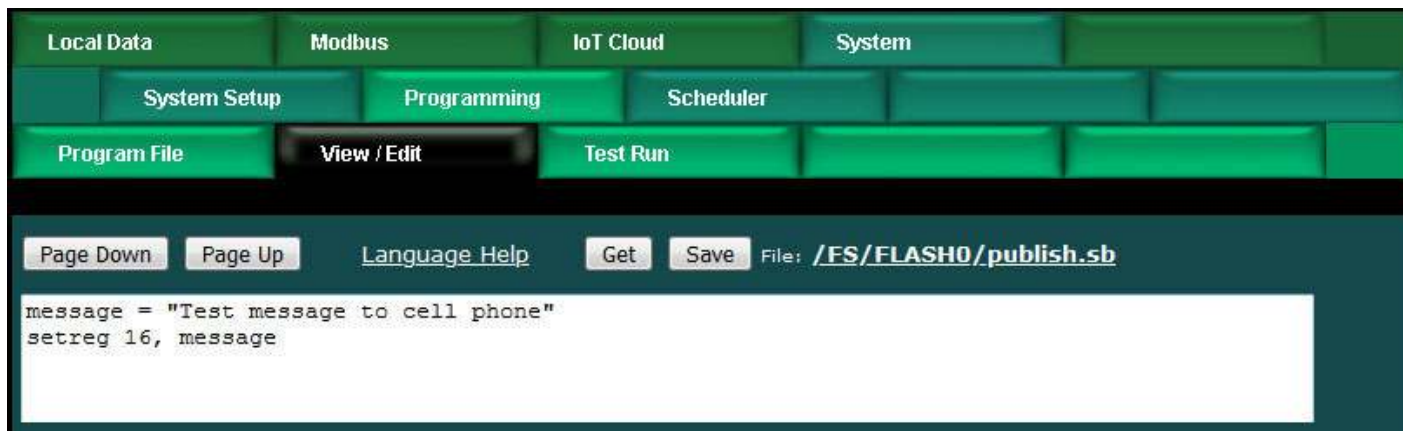 Local Data Modbus IoT Cloud System
System Setup Programming Scheduler
Program File View / Edit Test Run
Page Down Page Up Language Help Get Save File: /FS/FLASH0/publish.sb
message = "Test message to cell phone"
setreg 16, message